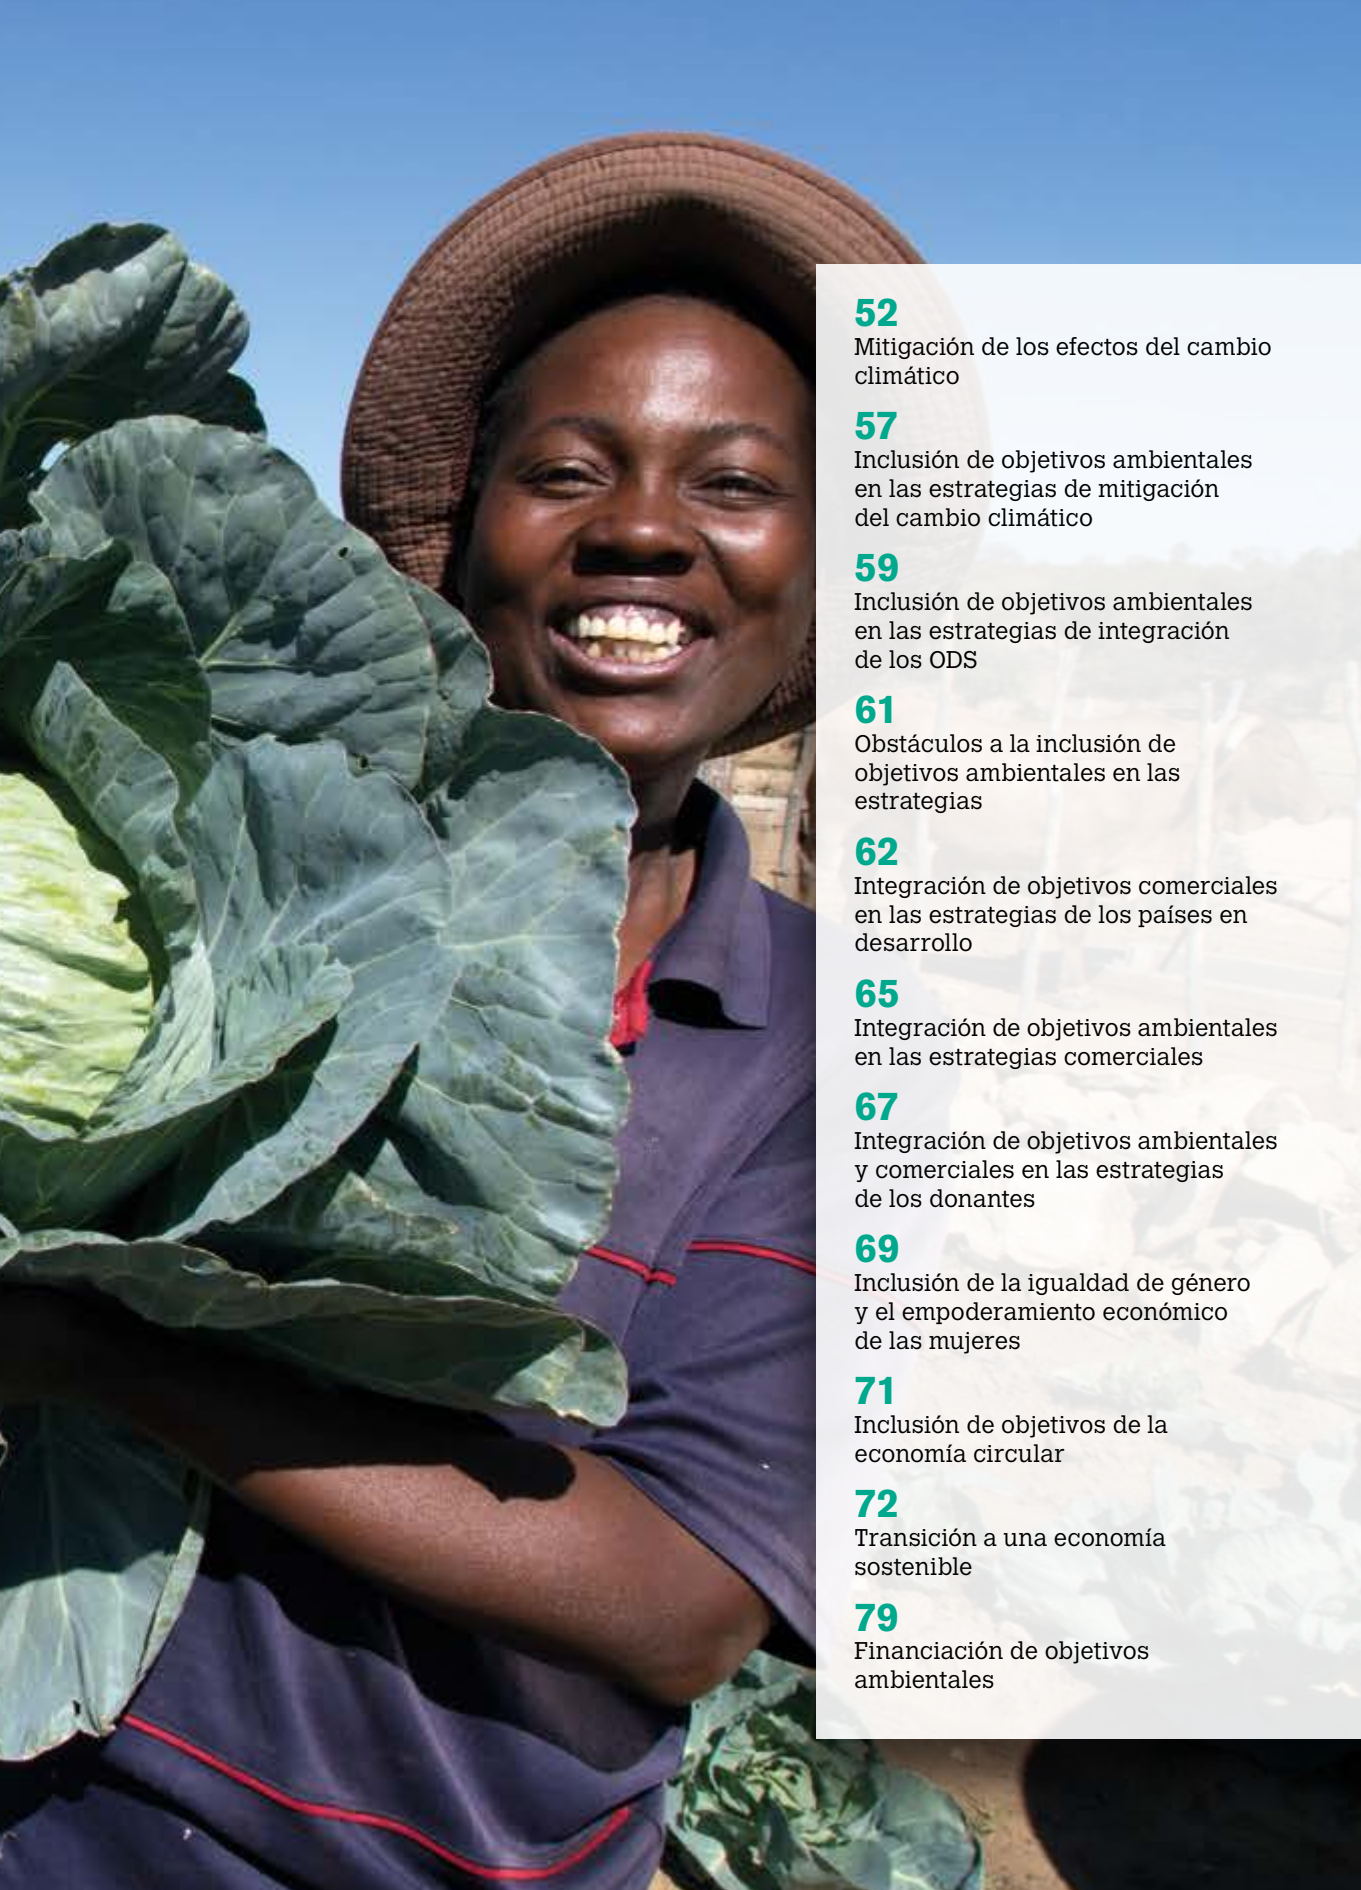 52
Mitigación de los efectos del cambio
climático
57
Inclusión de objetivos ambientales
en las estrategias de mitigación
del cambio climático
59
Inclusión de objetivos ambientales
en las estrategias de integración
de los ODS
61
Obstáculos a la inclusión de
objetivos ambientales en las
estrategias
62
Integración de objetivos comerciales
en las estrategias de los países en
desarrollo
65
Integración de objetivos ambientales
en las estrategias comerciales
67
Integración de objetivos ambientales
y comerciales en las estrategias
de los donantes
69
Inclusión de la igualdad de género
y el empoderamiento económico
de las mujeres
71
Inclusión de objetivos de la
economía circular
72
Transición a una economía
sostenible
79
Financiación de objetivos
ambientales